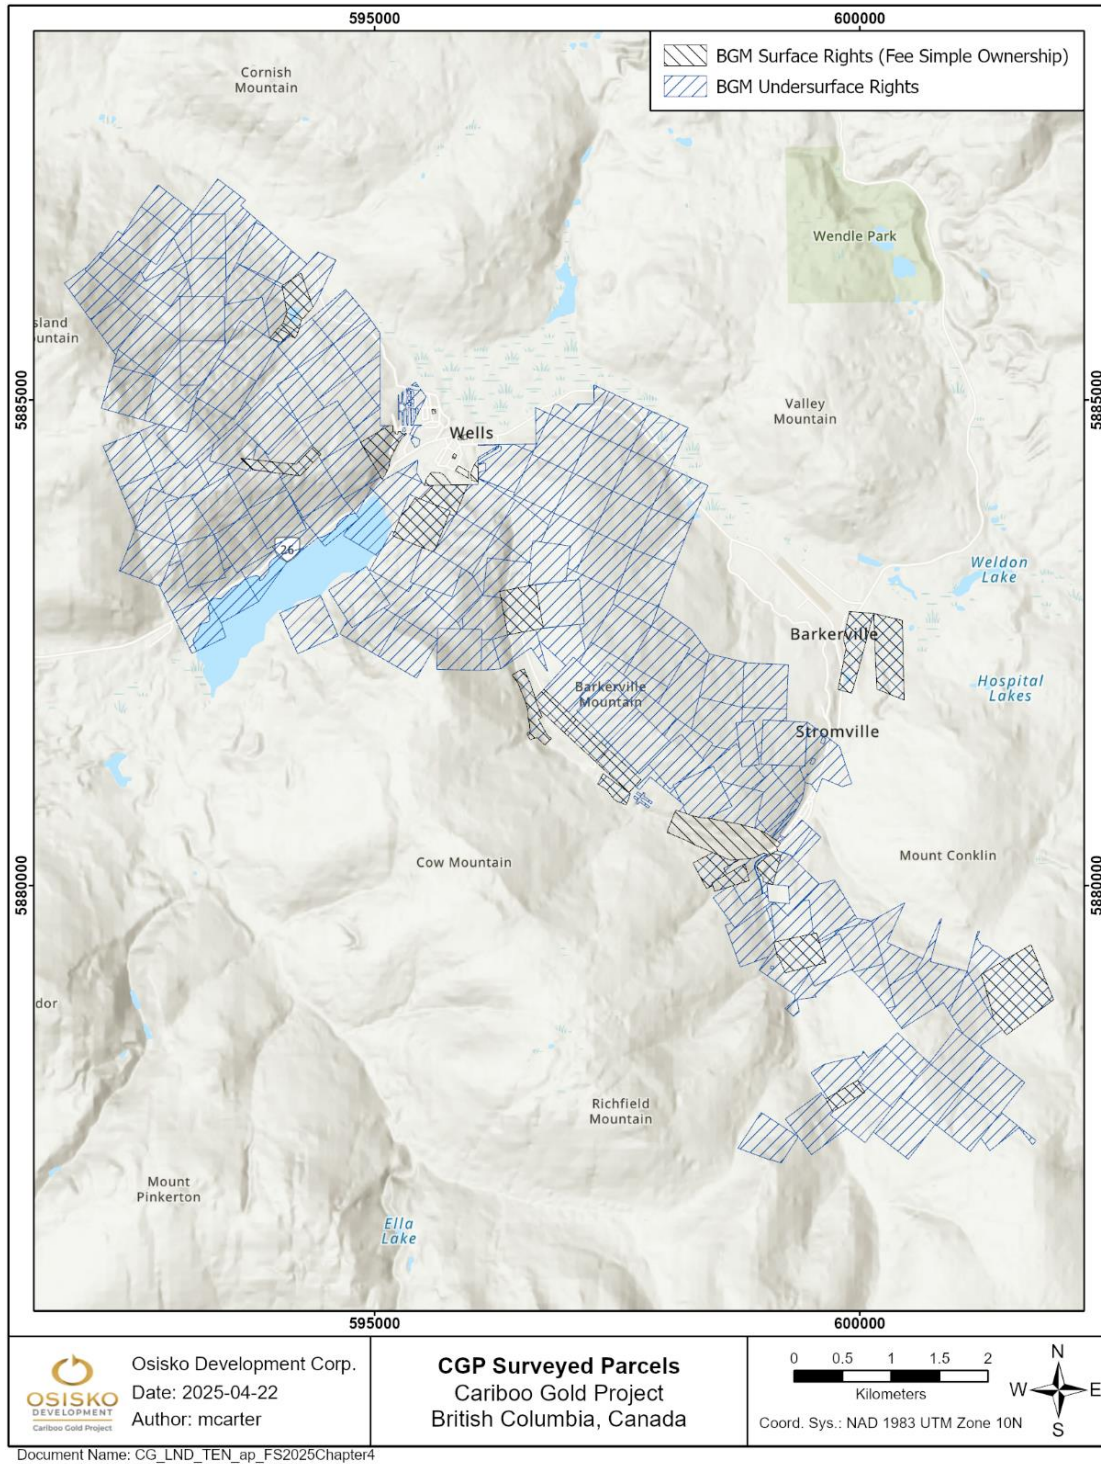 595000
600000
BGM Surface Rights (Fee Simple Ownership)
BGM Undersurface Rights
Cornish
Mountain
Wendle Park
sland
untain
5885000
5885000
Valley
Mountain
Wells
26
Weldon
Lake
Barkerville
Hospital
Lakes
Barkerville
Mountain
Stromville
Cow Mountain
Mount Conklin
5880000
5880000
dor
Richfield
Mountain
Mount
Pinkerton
Ella
Lake
595000
600000
OSISKO
DEVELOPMENT
Cariboo Gold Project
Osisko Development Corp.
Date: 2025-04-22
Author: mcarter
CGP Surveyed Parcels
Cariboo Gold Project
British Columbia, Canada
0 0.5 1 1.5 2
Kilometers
Coord. Sys.: NAD 1983 UTM Zone 10N
N
W E
S
Document Name: CG_LND_TEN_ap_FS2025Chapter4